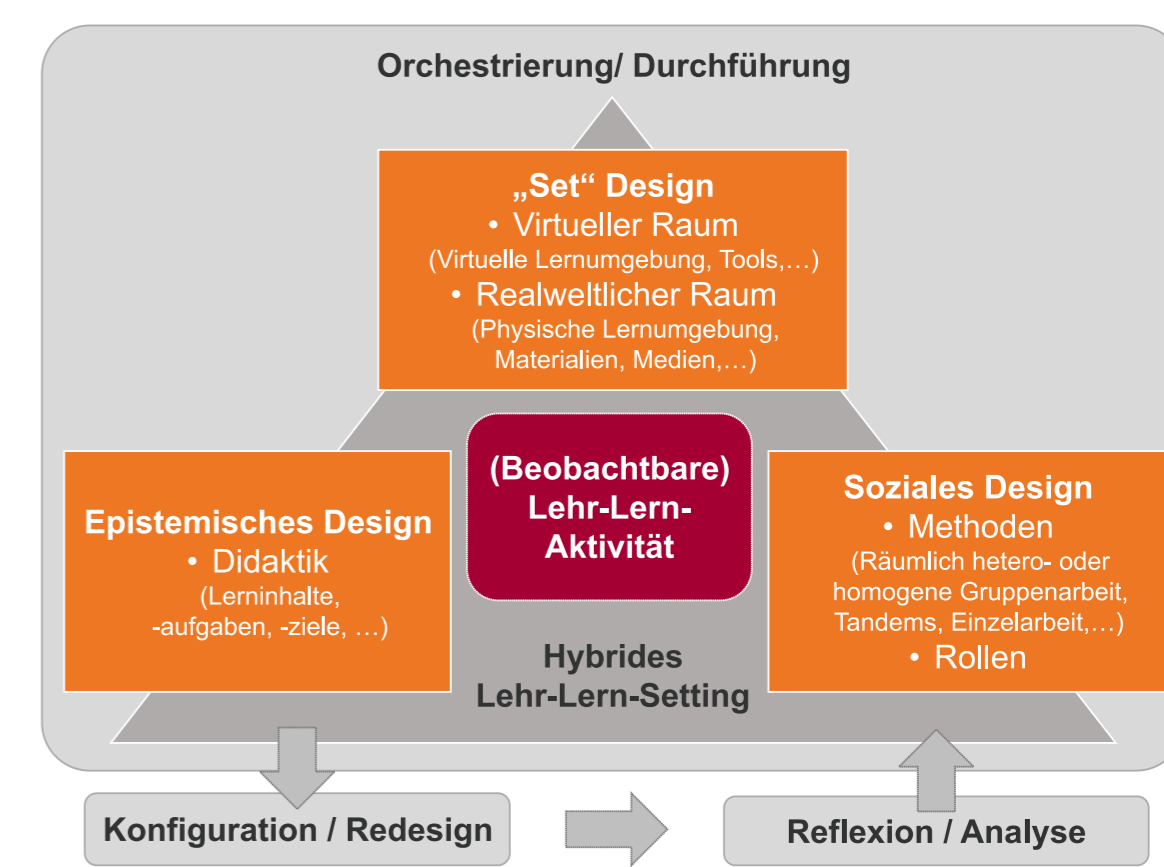 Orchestrierung/ Durchführung
„Set“ Design
• Virtueller Raum
(Virtuelle Lernumgebung, Tools,…)
• Realweltlicher Raum
(Physische Lernumgebung,
Materialien, Medien,…)
Epistemisches Design
• Didaktik
(Lerninhalte,
-aufgaben, -ziele, …)
(Beobachtbare)
Lehr-Lern-
Aktivität
Soziales Design
• Methoden
(Räumlich hetero- oder
homogene Gruppenarbeit,
Tandems, Einzelarbeit,…)
• Rollen
Hybrides
Lehr-Lern-Setting
Konfiguration / Redesign
Reflexion / Analyse